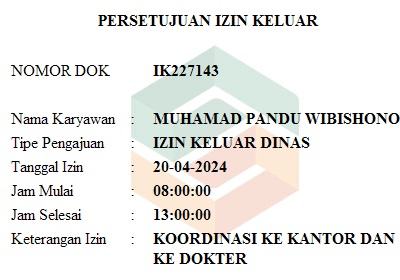 PERSETUJUAN IZIN KELUAR
NOMOR DOK IK227143
Nama Karyawan : MUHAMAD PANDU WIBISHONO
Tipe Pengajuan : IZIN KELUAR DINAS
Tanggal Izin : 20-04-2024
Jam Mulai : 08:00:00
Jam Selesai : 13:00:00
Keterangan Izin : KOORDINASI KE KANTOR DAN
KE DOKTER